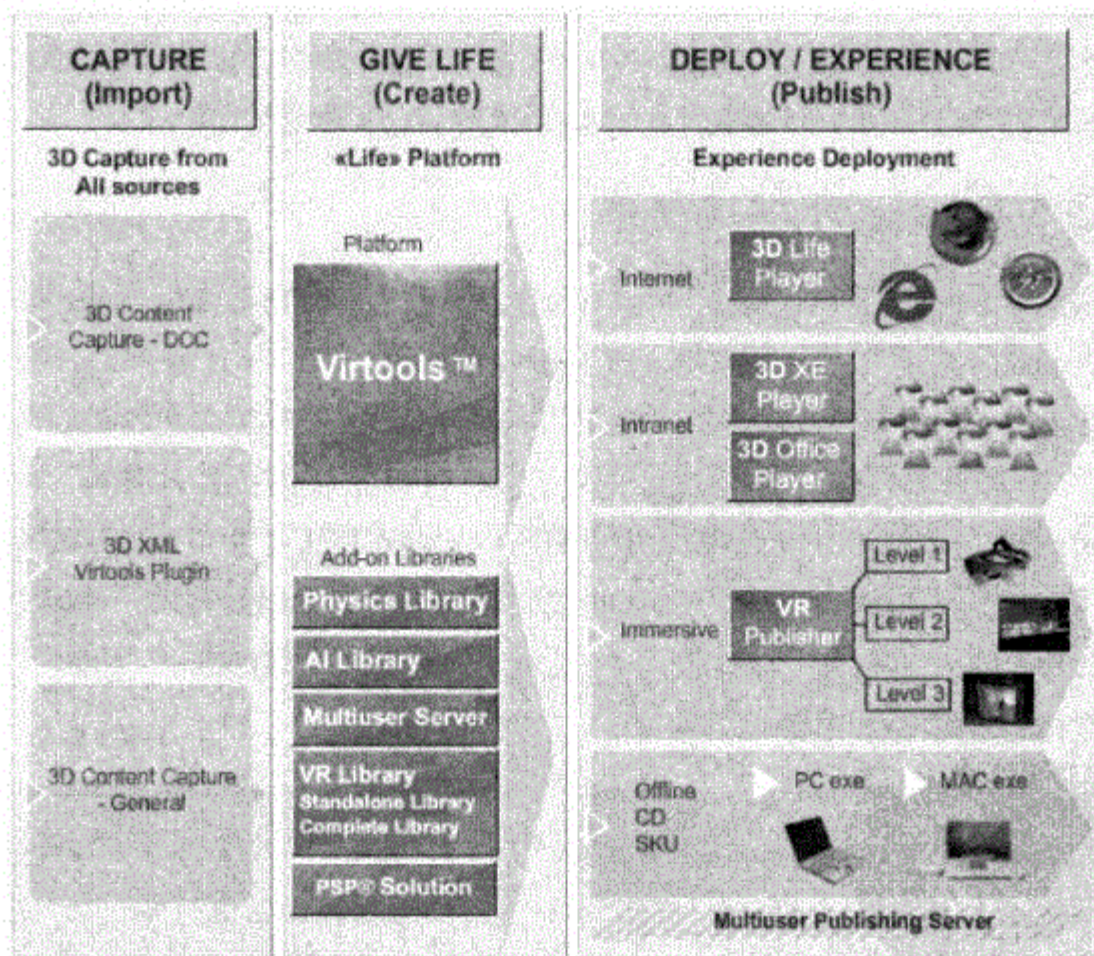 CAPTURE
(Import)
3D Capture from
All sources
3D Content
Capture - DOC
3D XML
Virtools Plugin
3D Content Capture
- General
GIVE LIFE
(Create)
«Life» Platform
Platform
Virtools ™
Add-on Libraries
Physics Library
AI Library
Multiuser Server
VR Library
Standalone Library
Complete Library
PSP® Solution
DEPLOY / EXPERIENCE
(Publish)
Experience Deployment
Internet
3D Life
Player
Intranet
3D XE
Player
3D Office
Player
Immersive
VR
Publisher
Level 1
Level 2
Level 3
Offline
CD
SKU
PC exe
MAC exe
Multiuser Publishing Server